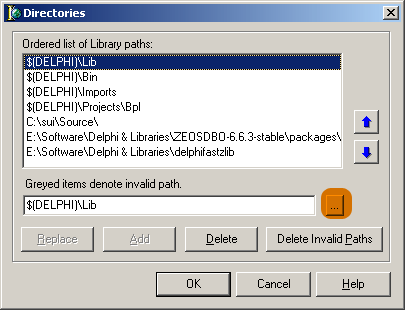 Directories
Ordered list of Library paths:
$(DELPHI)\Lib
$(DELPHI)\Bin
$(DELPHI)\Imports
$(DELPHI)\Projects\Bpl
C:\sui\Source\
E:\Software\Delphi & Libraries\ZEOSDBO-6.6.3-stable\packages\
E:\Software\Delphi & Libraries\delphifastzlib
Greyed items denote invalid path.
$(DELPHI)\Lib
...
Replace Add Delete Delete Invalid Paths
OK Cancel Help